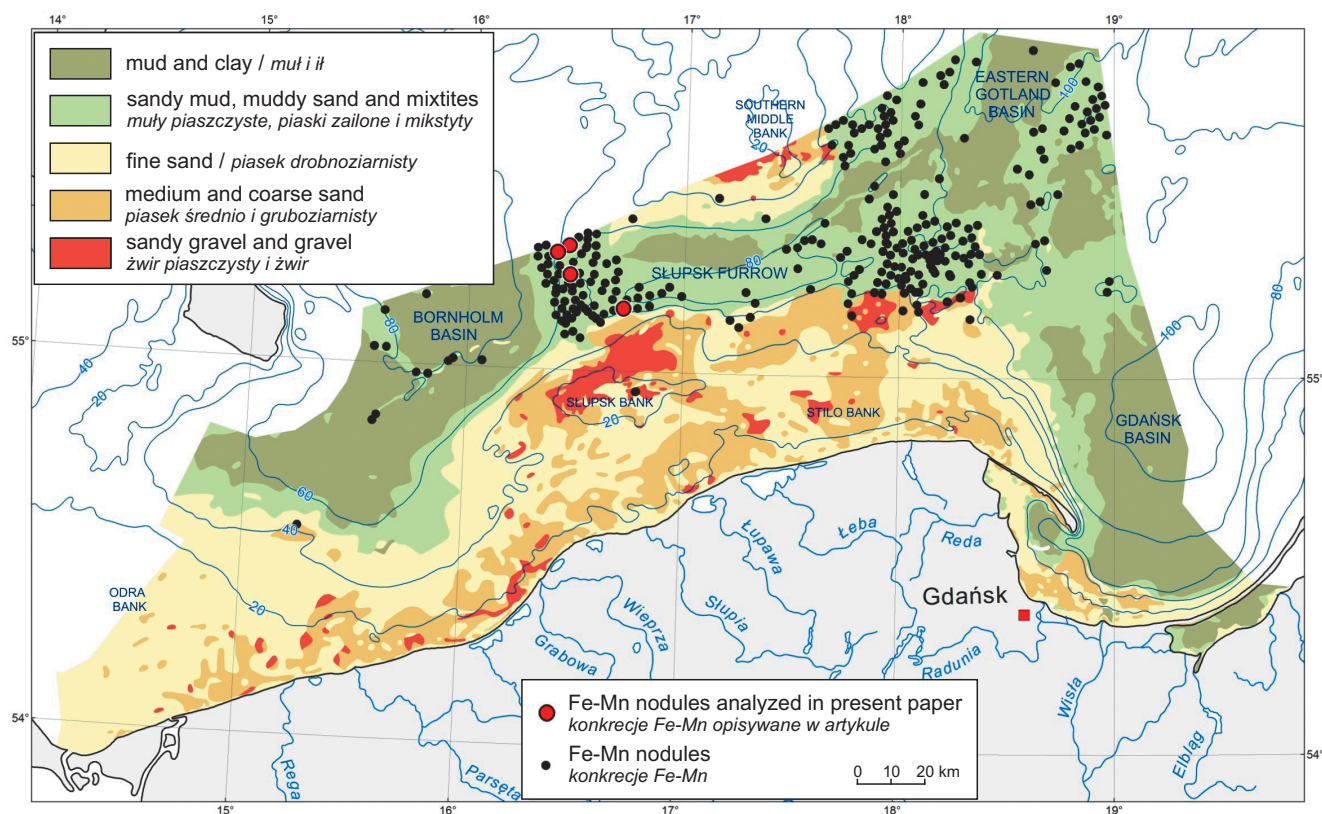 14° 15° 16° 17° 18° 19°
mud and clay / muł i ił
sandy mud, muddy sand and mixtites
muły piaszczyste, piaski zailone i mikstyty
fine sand / piasek drobnoziarnisty
medium and coarse sand
piasek średnio i gruboziarnisty
sandy gravel and gravel
żwir piaszczysty i żwir
EASTERN
GOTLAND
BASIN
100
SOUTHERN
MIDDLE
BANK
20
SŁUPSK FURROW
80
BORNHOLM
BASIN
80
80
100
55°
55°
40
20
SŁUPSK BANK
20
STILO BANK
GDAŃSK
BASIN
60
40
20
ODRA
BANK
Łupawa
Łeba
Reda
Gdańsk
Słupia
Wieprza
Grabowa
Radunia
Wisła
Elbląg
Rega
Parsęta
54°
54°
Fe-Mn nodules analyzed in present paper
konkrecje Fe-Mn opisywane w artykule
Fe-Mn nodules
konkrecje Fe-Mn
0 10 20 km
15° 16° 17° 18° 19°